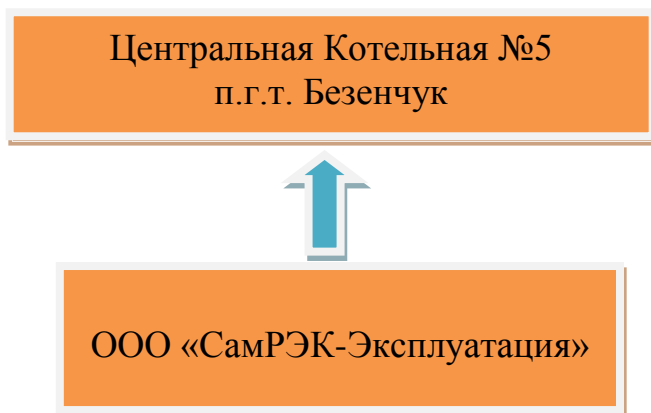 Центральная Котельная №5
п.г.т. Безенчук
ООО «СамРЭК-Эксплуатация»